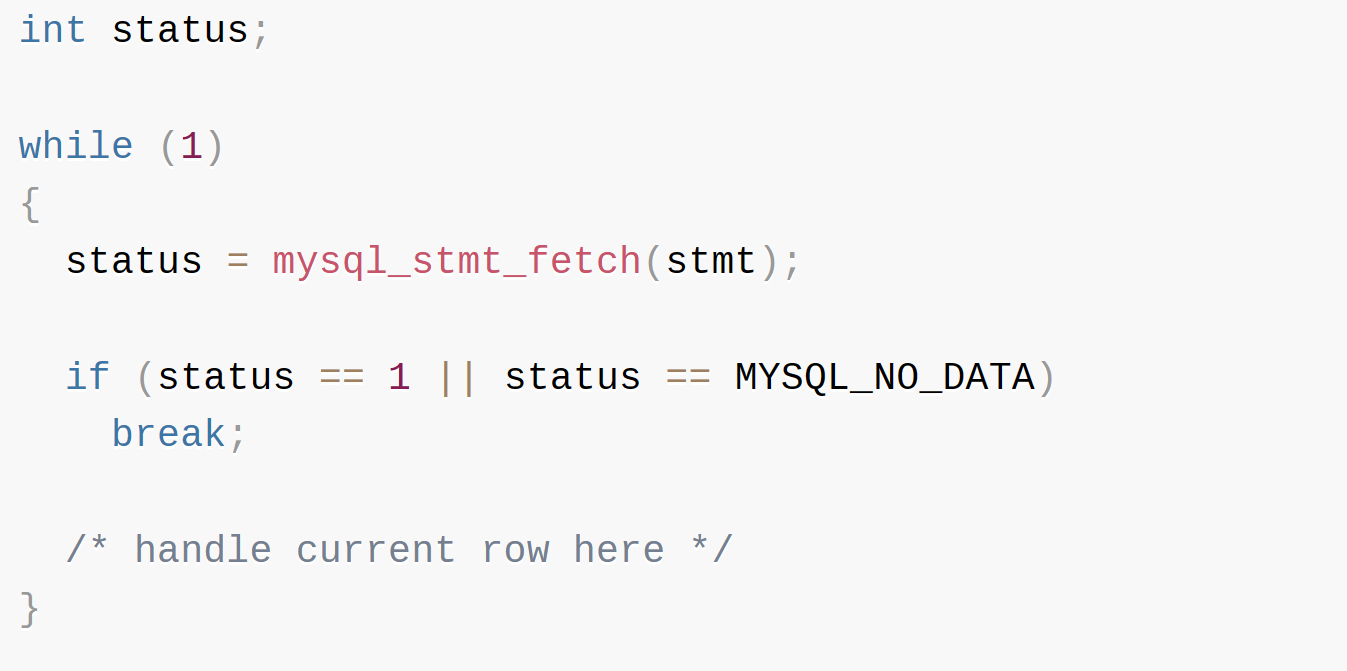 int status;
while (1)
{
  status = mysql_stmt_fetch(stmt);
  if (status == 1 || status == MYSQL_NO_DATA)
    break;
  /* handle current row here */
}